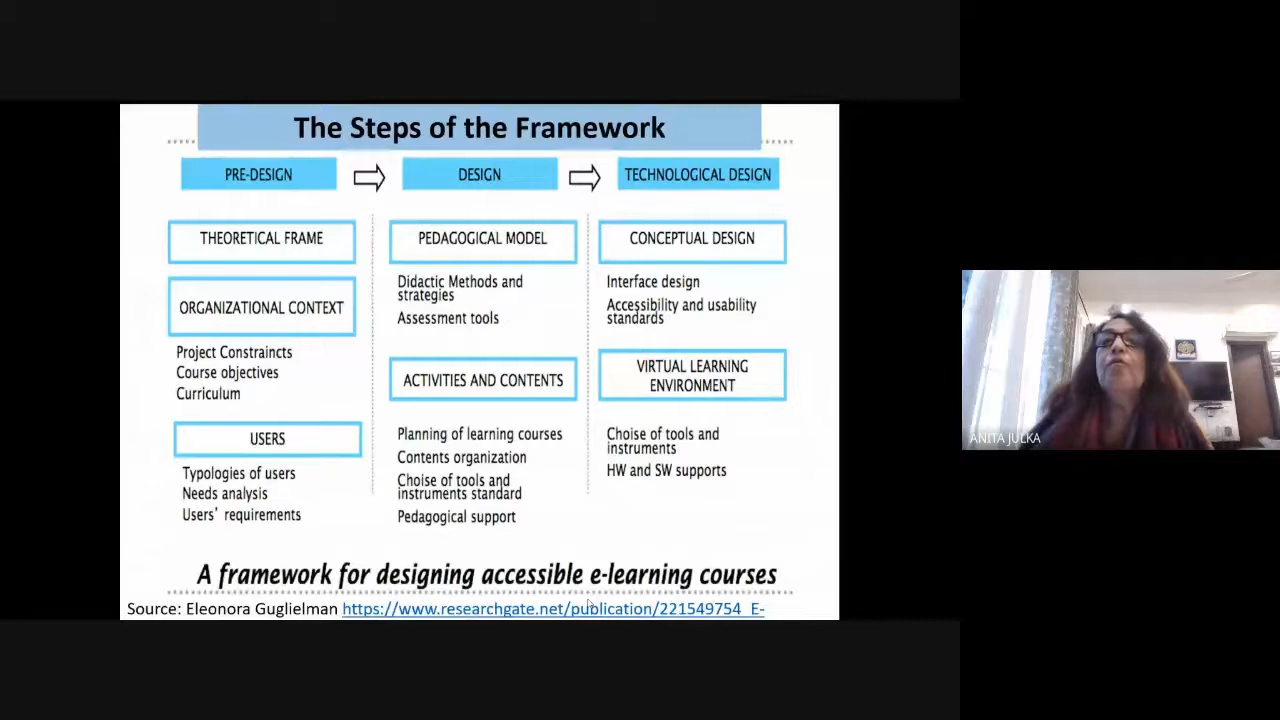 The Steps of the Framework
PRE-DESIGN
DESIGN
TECHNOLOGICAL DESIGN
THEORETICAL FRAME
ORGANIZATIONAL CONTEXT
Project Constraincts
Course objectives
Curriculum
USERS
Typologies of users
Needs analysis
Users' requirements
PEDAGOGICAL MODEL
Didactic Methods and
strategies
Assessment tools
ACTIVITIES AND CONTENTS
Planning of learning courses
Contents organization
Choise of tools and
instruments standard
Pedagogical support
CONCEPTUAL DESIGN
Interface design
Accessibility and usability
standards
VIRTUAL LEARNING
ENVIRONMENT
Choise of tools and
instruments
HW and SW supports
A framework for designing accessible e-learning courses
Source: Eleonora Guglielman https://www.researchgate.net/publication/221549754_E-
ANITA JULKA